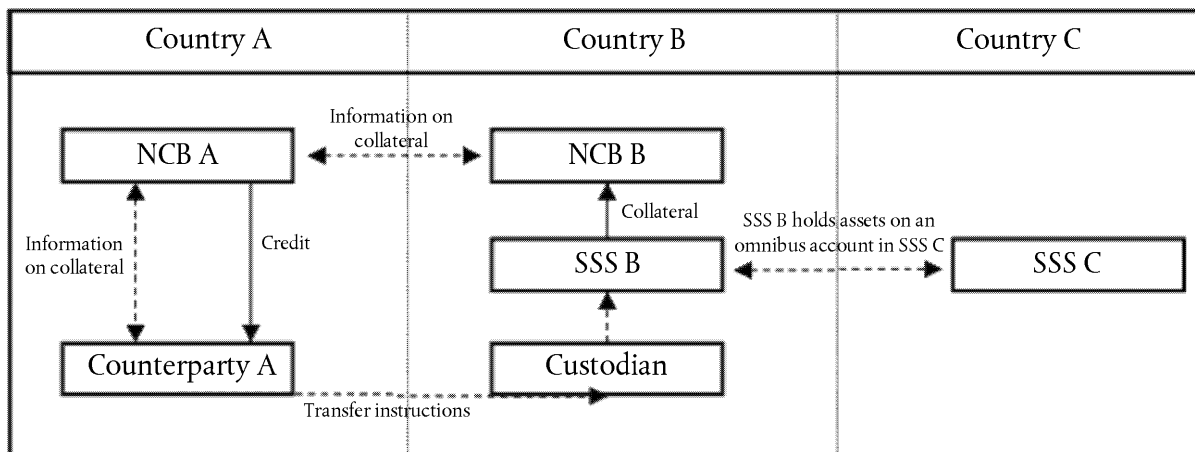 Country A
Country B
Country C
Information on
collateral
NCB A
NCB B
Collateral
SSS B holds assets on an
omnibus account in SSS C
Information
on collateral
Credit
SSS B
SSS C
Counterparty A
Custodian
Transfer instructions